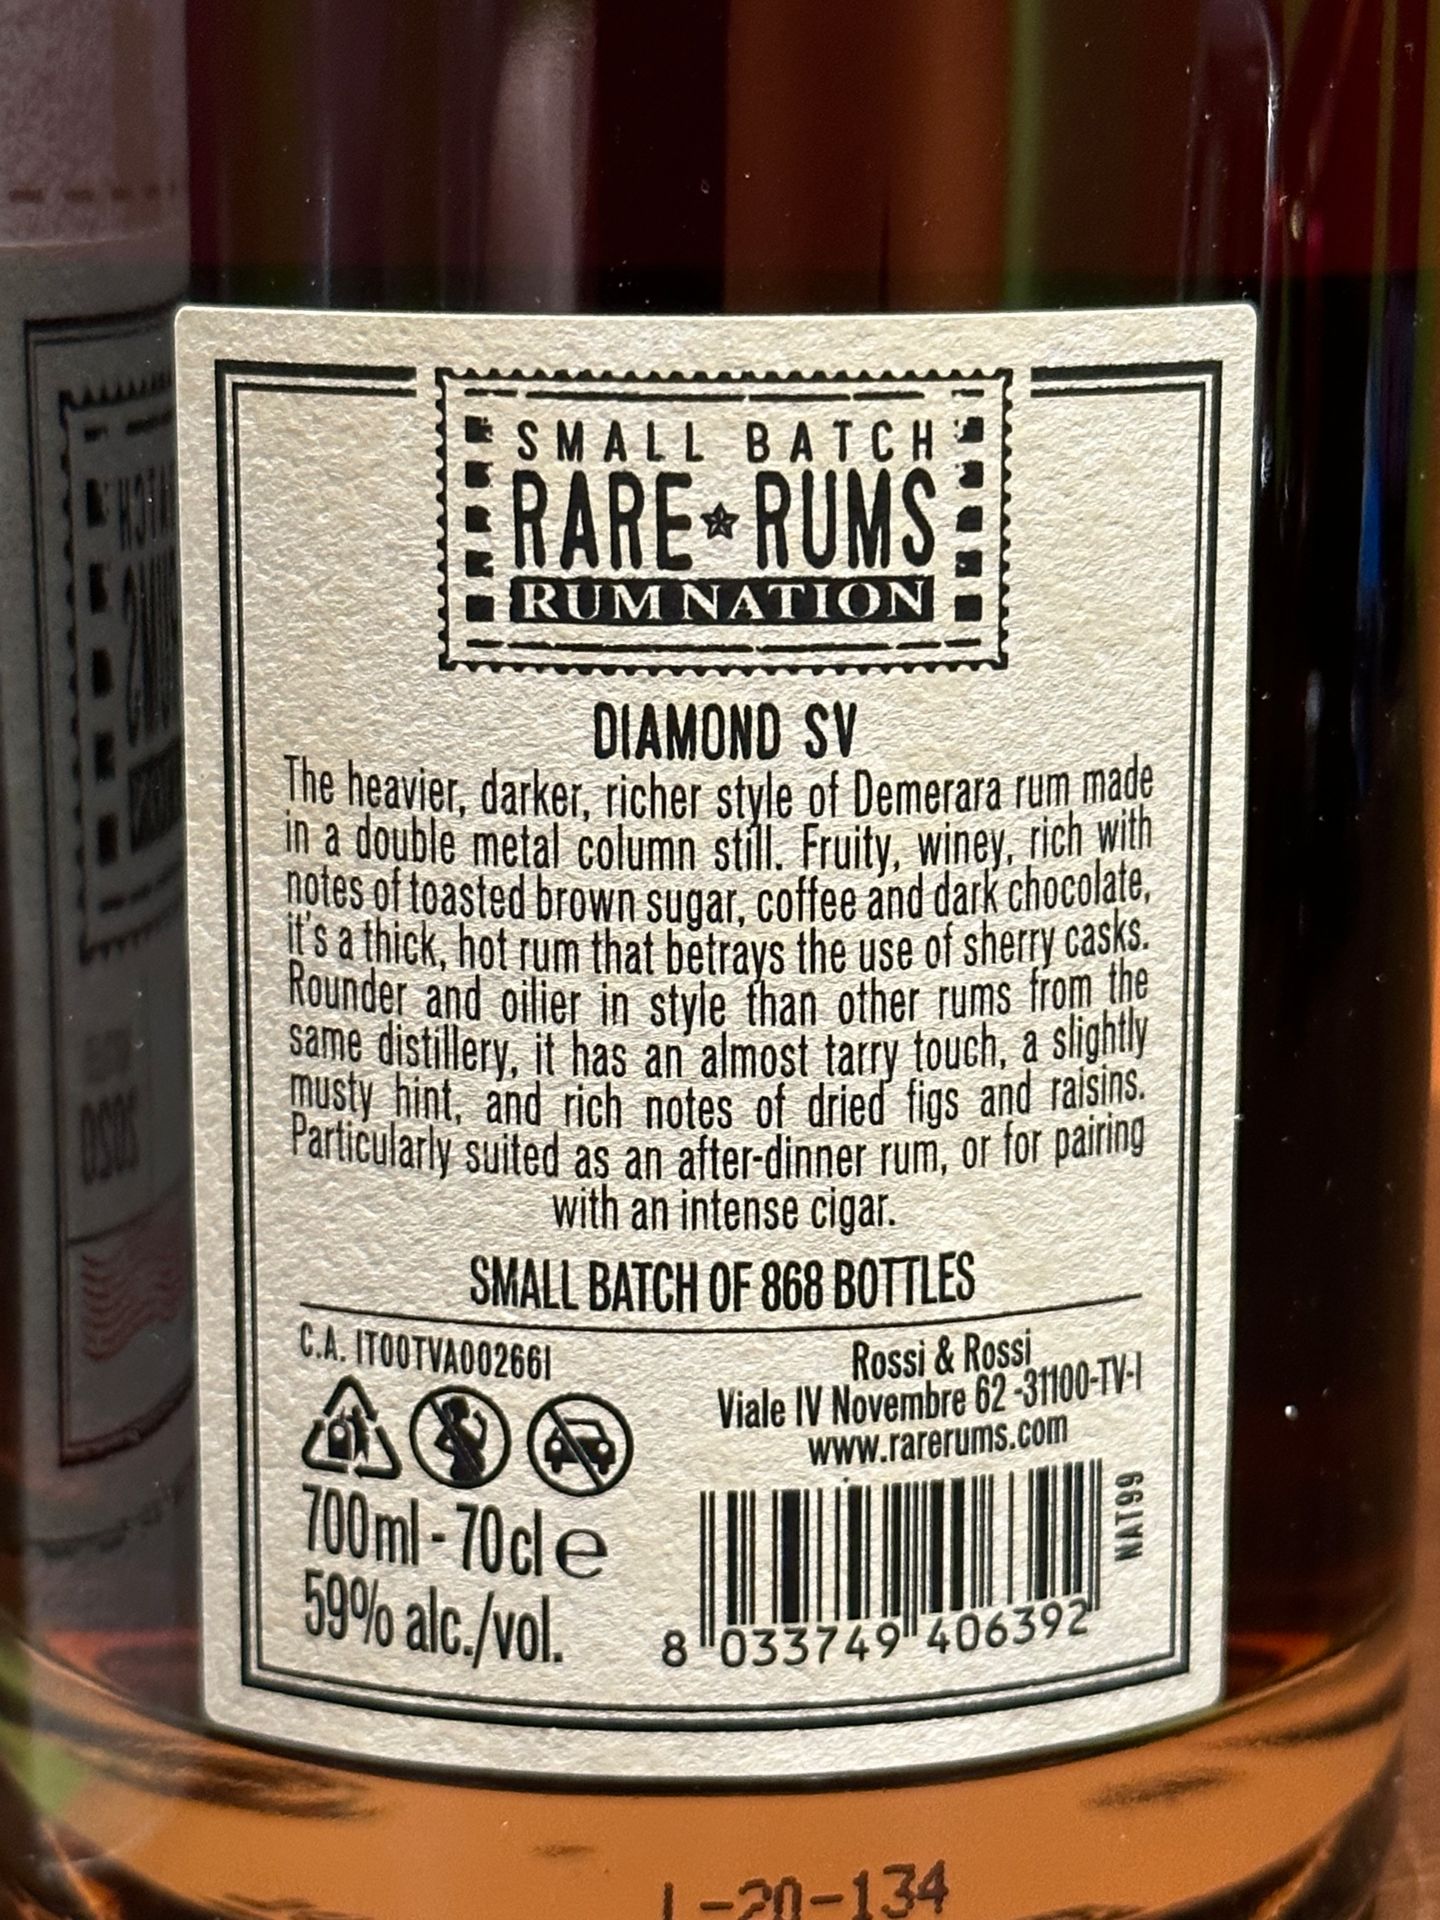 SMALL BATCH
RARE★RUMS
RUM NATION
DIAMOND SV
The heavier, darker, richer style of Demerara rum made
in a double metal column still. Fruity, winey, rich with
notes of toasted brown sugar, coffee and dark chocolate,
it's a thick, hot rum that betrays the use of sherry casks.
Rounder and oilier in style than other rums from the
same distillery, it has an almost tarry touch, a slightly
musty hint, and rich notes of dried figs and raisins.
Particularly suited as an after-dinner rum, or for pairing
with an intense cigar.
SMALL BATCH OF 868 BOTTLES
C.A. IT00TVA00266I
Rossi & Rossi
Viale IV Novembre 62 -31100-TV-I
www.rarerums.com
700ml - 70cl e
59% alc./vol.
NAT99
8 033749 406392
L-20-134
2020